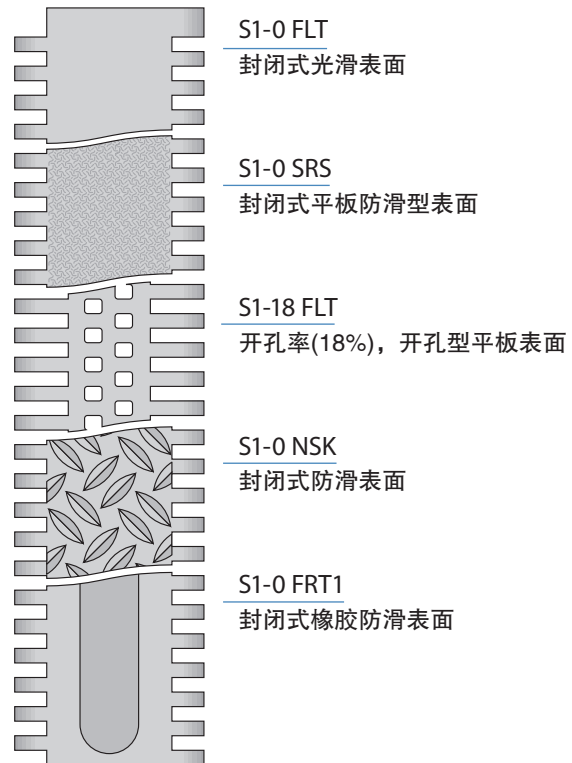 S1-0 FLT
封闭式光滑表面
S1-0 SRS
封闭式平板防滑型表面
S1-18 FLT
开孔率(18%)，开孔型平板表面
S1-0 NSK
封闭式防滑表面
S1-0 FRT1
封闭式橡胶防滑表面